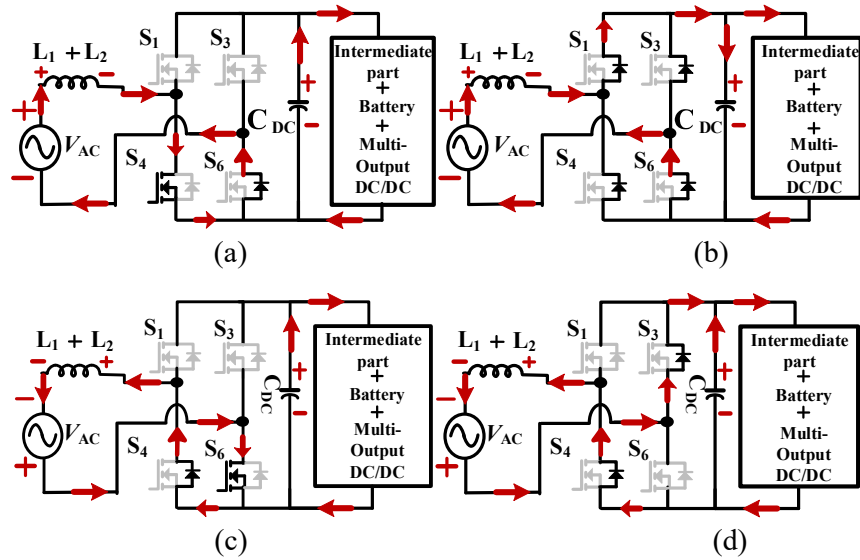 S1
S3
L1 + L2
+
−
+
−
VAC
+
−
C DC
S4
S6
Intermediate
part
+
Battery
+
Multi-
Output
DC/DC
(a)
S1
S3
L1 + L2
+
−
+
−
VAC
+
−
C DC
S4
S6
Intermediate
part
+
Battery
+
Multi-
Output
DC/DC
(b)
S1
S3
L1 + L2
−
+
−
+
VAC
+
−
CDC
S4
S6
Intermediate
part
+
Battery
+
Multi-
Output
DC/DC
(c)
S1
S3
L1 + L2
−
+
−
+
VAC
+
−
CDC
S4
S6
Intermediate
part
+
Battery
+
Multi-
Output
DC/DC
(d)